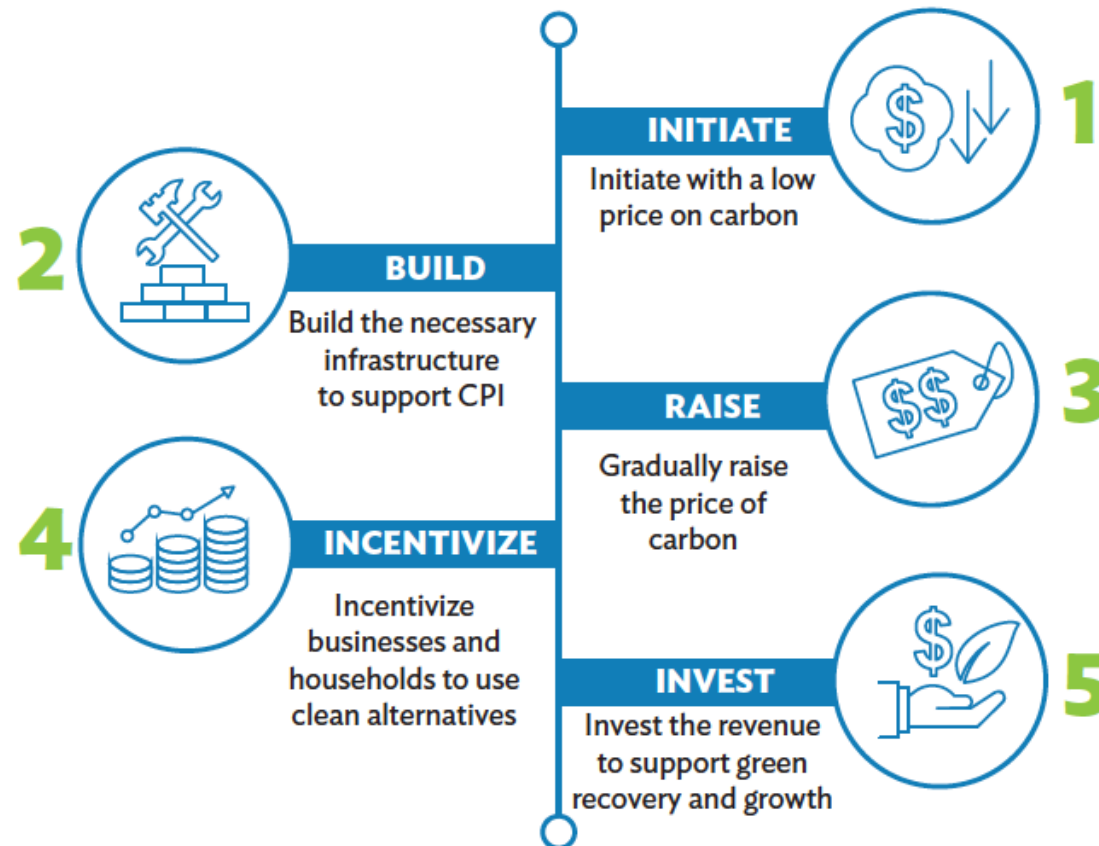 1
INITIATE
Initiate with a low
price on carbon
2
BUILD
Build the necessary
infrastructure
to support CPI
3
RAISE
Gradually raise
the price of
carbon
4
INCENTIVIZE
Incentivize
businesses and
households to use
clean alternatives
5
INVEST
Invest the revenue
to support green
recovery and growth
$
$$
$